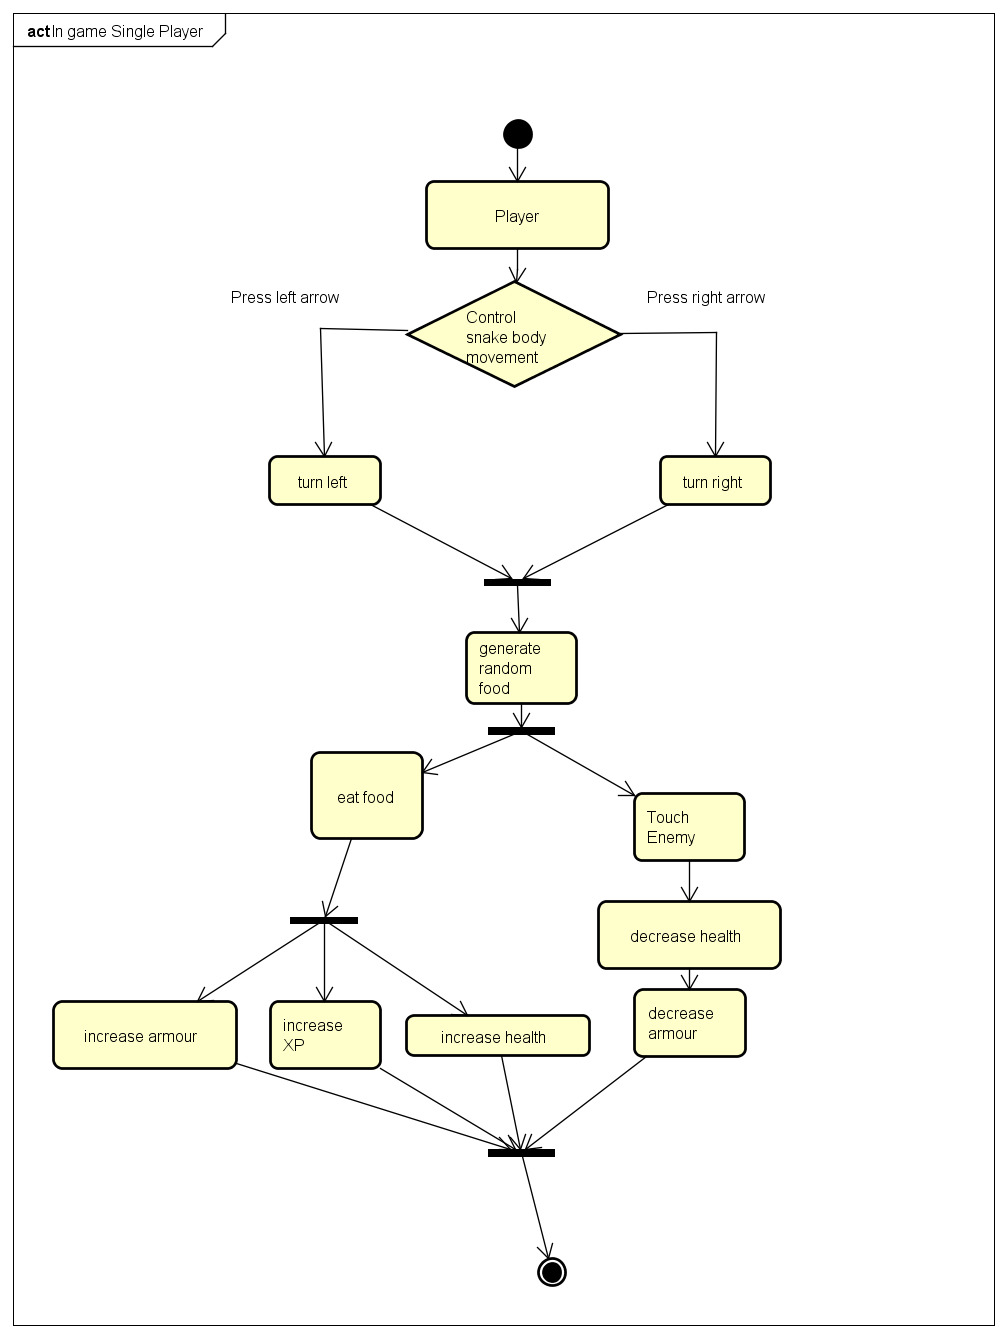 act In game Single Player
Player
Press left arrow
Press right arrow
Control
snake body
movement
turn left
turn right
generate
random
food
eat food
Touch
Enemy
decrease health
decrease
armour
increase armour
increase
XP
increase health